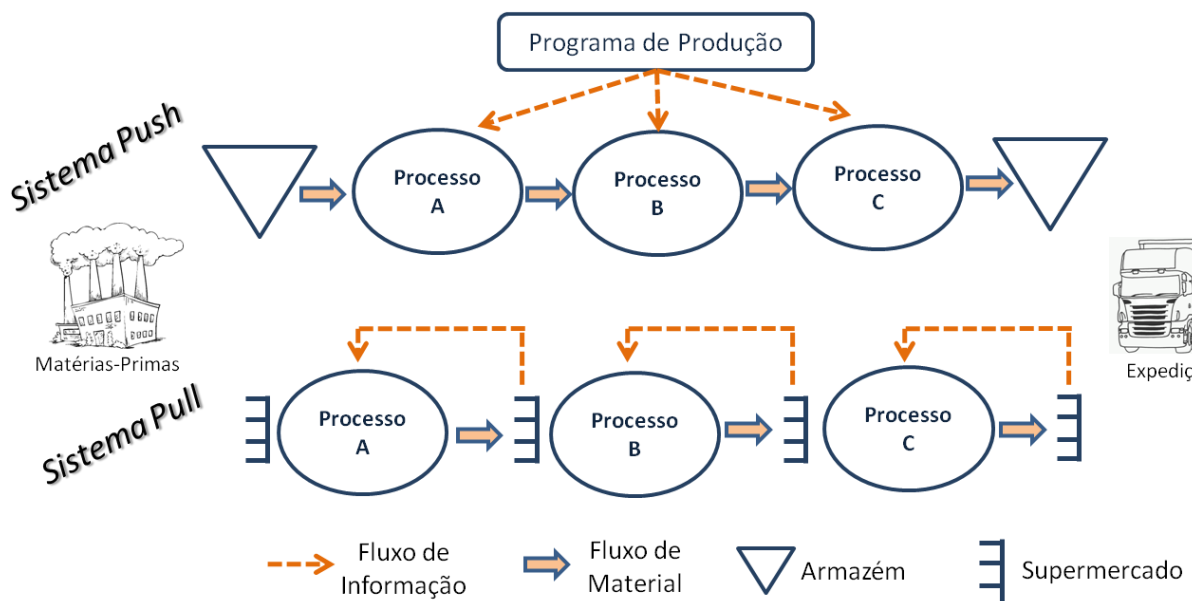 Programa de Produção
Sistema Push
Processo
A
Processo
B
Processo
C
Matérias-Primas
Expediç
Sistema Pull
Processo
A
Processo
B
Processo
C
Fluxo de
Informação
Fluxo de
Material
Armazém
Supermercado